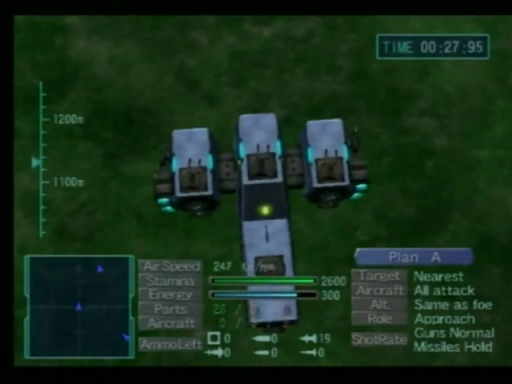 TIME 00:27:95
1200m
1100m
Plan A
Air Speed 247
Stamina 2600
Energy 300
Parts
Aircraft
AmmoLeft 0 0 19
0 0 0
Target Nearest
Aircraft All attack
Alt. Same as foe
Role Approach
ShotRate Guns Normal
Missiles Hold